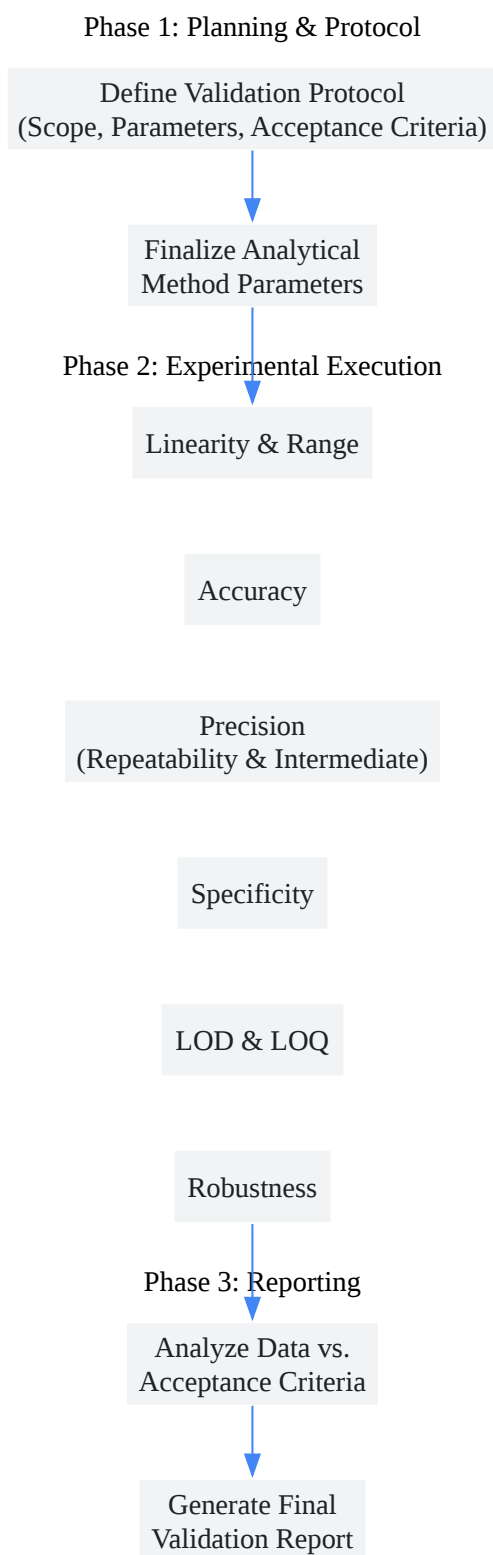 Phase 1: Planning & Protocol
Define Validation Protocol
(Scope, Parameters, Acceptance Criteria)
Finalize Analytical
Method Parameters
Phase 2: Experimental Execution
Linearity & Range
Accuracy
Precision
(Repeatability & Intermediate)
Specificity
LOD & LOQ
Robustness
Phase 3: Reporting
Analyze Data vs.
Acceptance Criteria
Generate Final
Validation Report